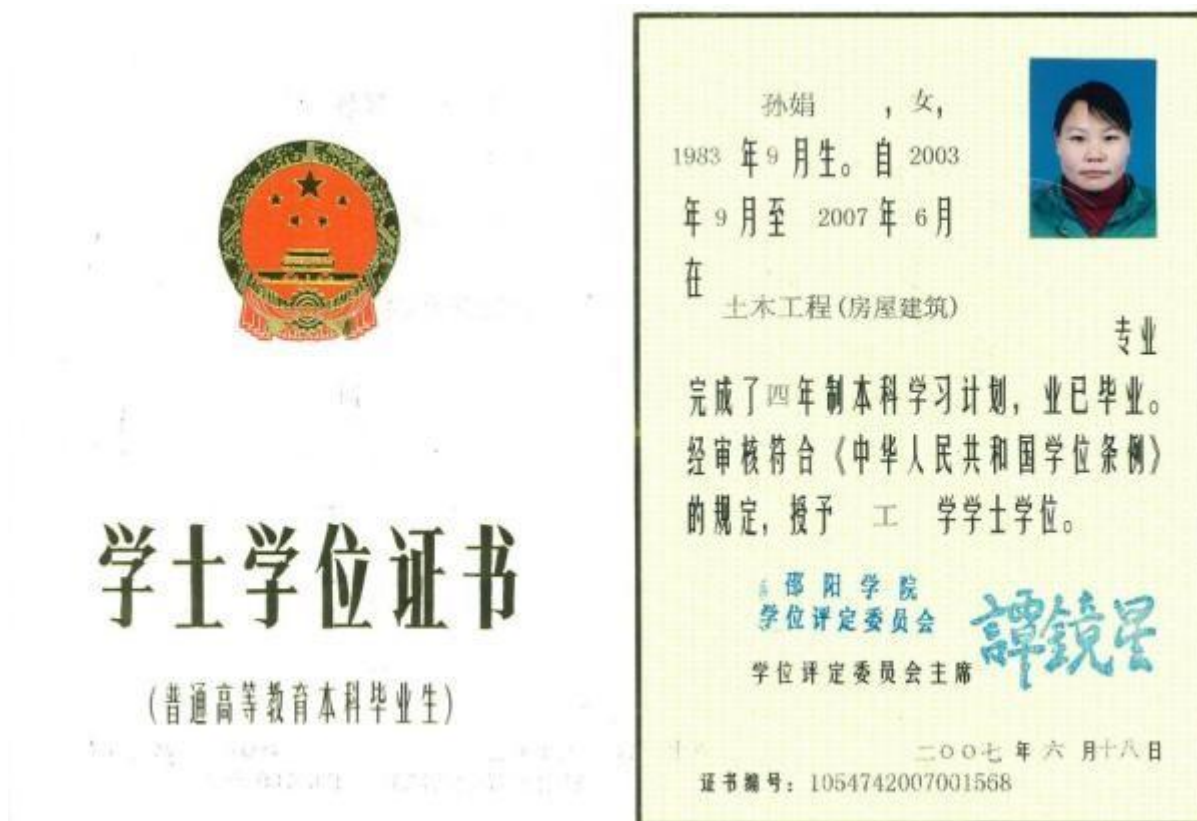 学士学位证书
(普通高等教育本科毕业生)
孙娟 , 女,
1983 年 9 月生。自 2003
年 9 月至 2007 年 6 月
在
土木工程(房屋建筑)
专业
完成了四年制本科学习计划, 业已毕业。
经审核符合《中华人民共和国学位条例》
的规定, 授予 工 学学士学位。
邵阳学院
学位评定委员会
学位评定委员会主席 譚鏡星
二〇〇七 年 六 月十八日
证书编号: 1054742007001568